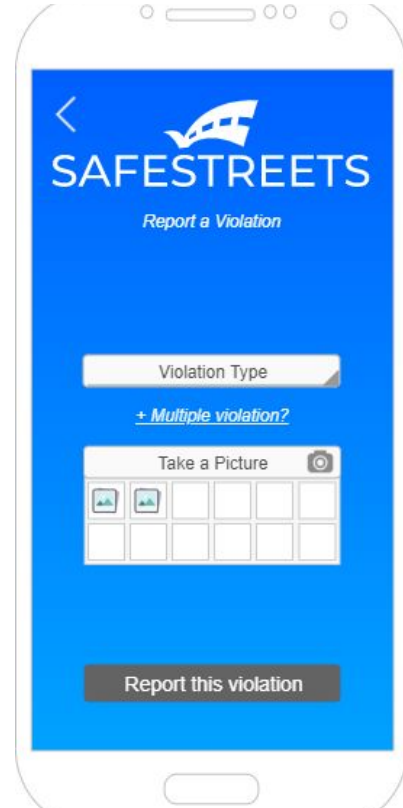 SAFESTREETS
Report a Violation
Violation Type
+ Multiple violation?
Take a Picture
Report this violation